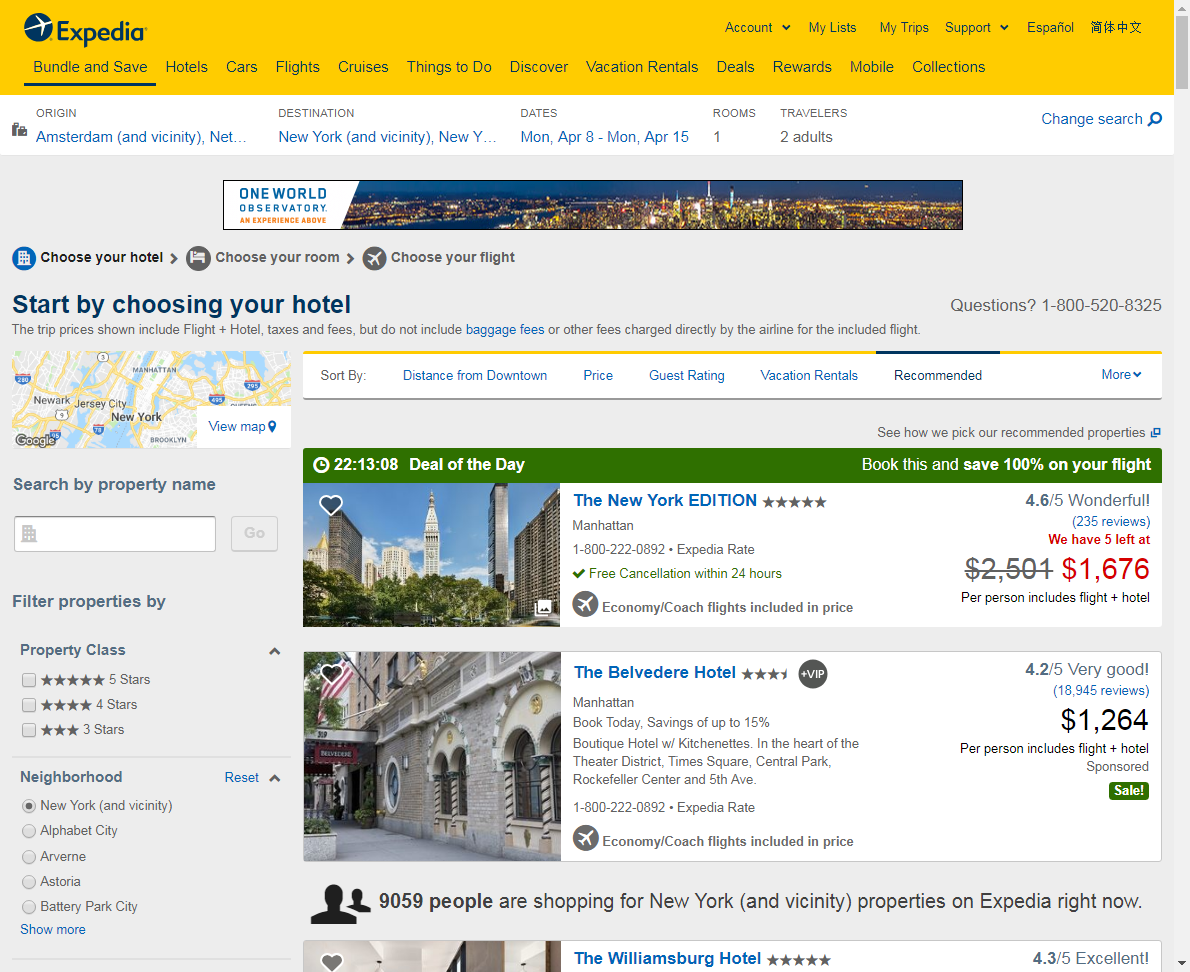 Expedia
Account My Lists My Trips Support Español 简体中文
Bundle and Save Hotels Cars Flights Cruises Things to Do Discover Vacation Rentals Deals Rewards Mobile Collections
ORIGIN DESTINATION DATES ROOMS TRAVELERS
Amsterdam (and vicinity), Net... New York (and vicinity), New Y... Mon, Apr 8 - Mon, Apr 15 1 2 adults
Change search
ONE WORLD
OBSERVATORY.
AN EXPERIENCE ABOVE
Choose your hotel Choose your room Choose your flight
Start by choosing your hotel
Questions? 1-800-520-8325
The trip prices shown include Flight + Hotel, taxes and fees, but do not include baggage fees or other fees charged directly by the airline for the included flight.
3
MANHATTAN
280
295
495
QUEENS
Newark
Jersey City
9
New York
78
95
BROOKLYN
Google
View map
Sort By: Distance from Downtown Price Guest Rating Vacation Rentals Recommended More
See how we pick our recommended properties
Search by property name
Go
Filter properties by
Property Class
5 Stars
4 Stars
3 Stars
Neighborhood Reset
New York (and vicinity)
Alphabet City
Arverne
Astoria
Battery Park City
Show more
22:13:08 Deal of the Day Book this and save 100% on your flight
The New York EDITION
Manhattan
1-800-222-0892 • Expedia Rate
Free Cancellation within 24 hours
Economy/Coach flights included in price
4.6/5 Wonderful!
(235 reviews)
We have 5 left at
$2,501 $1,676
Per person includes flight + hotel
319
BELVEDERE
The Belvedere Hotel +VIP
Manhattan
Book Today, Savings of up to 15%
Boutique Hotel w/ Kitchenettes. In the heart of the
Theater District, Times Square, Central Park,
Rockefeller Center and 5th Ave.
1-800-222-0892 • Expedia Rate
Economy/Coach flights included in price
4.2/5 Very good!
(18,945 reviews)
$1,264
Per person includes flight + hotel
Sponsored
Sale!
9059 people are shopping for New York (and vicinity) properties on Expedia right now.
The Williamsburg Hotel
4.3/5 Excellent!